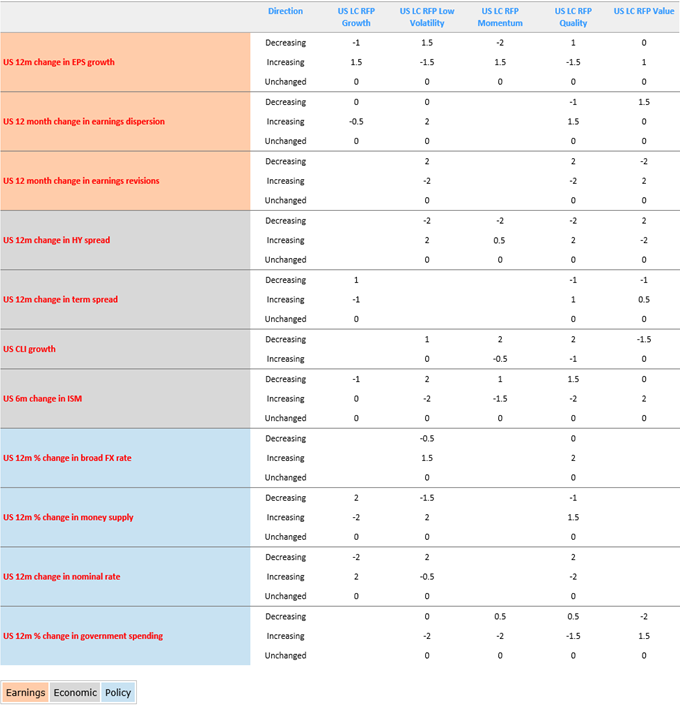 Direction US LC RFP Growth US LC RFP Low Volatility US LC RFP Momentum US LC RFP Quality US LC RFP Value
US 12m change in EPS growth
Decreasing -1 1.5 -2 1 0
Increasing 1.5 -1.5 1.5 -1.5 1
Unchanged 0 0 0 0 0
US 12 month change in earnings dispersion
Decreasing 0 0 -1 1.5
Increasing -0.5 2 1.5 0
Unchanged 0 0 0 0
US 12 month change in earnings revisions
Decreasing 2 2 -2
Increasing -2 -2 2
Unchanged 0 0 0
US 12m change in HY spread
Decreasing -2 -2 -2 2
Increasing 2 0.5 2 -2
Unchanged 0 0 0 0
US 12m change in term spread
Decreasing 1 -1 -1
Increasing -1 1 0.5
Unchanged 0 0 0
US CLI growth
Decreasing 1 2 2 -1.5
Increasing 0 -0.5 -1 0
US 6m change in ISM
Decreasing -1 2 1 1.5 0
Increasing 0 -2 -1.5 -2 2
Unchanged 0 0 0 0 0
US 12m % change in broad FX rate
Decreasing -0.5 0
Increasing 1.5 2
Unchanged 0 0
US 12m % change in money supply
Decreasing 2 -1.5 -1
Increasing -2 2 1.5
Unchanged 0 0 0
US 12m change in nominal rate
Decreasing -2 2 2
Increasing 2 -0.5 -2
Unchanged 0 0 0
US 12m % change in government spending
Decreasing 0 0.5 0.5 -2
Increasing -2 -2 -1.5 1.5
Unchanged 0 0 0 0
Earnings Economic Policy